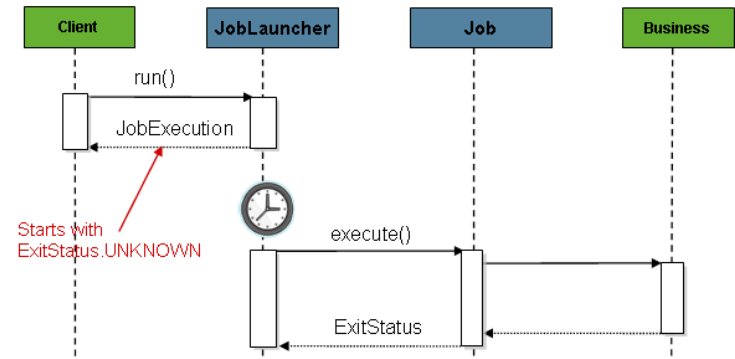 Client
JobLauncher
Job
Business
run()
JobExecution
Starts with
ExitStatus.UNKNOWN
execute()
ExitStatus